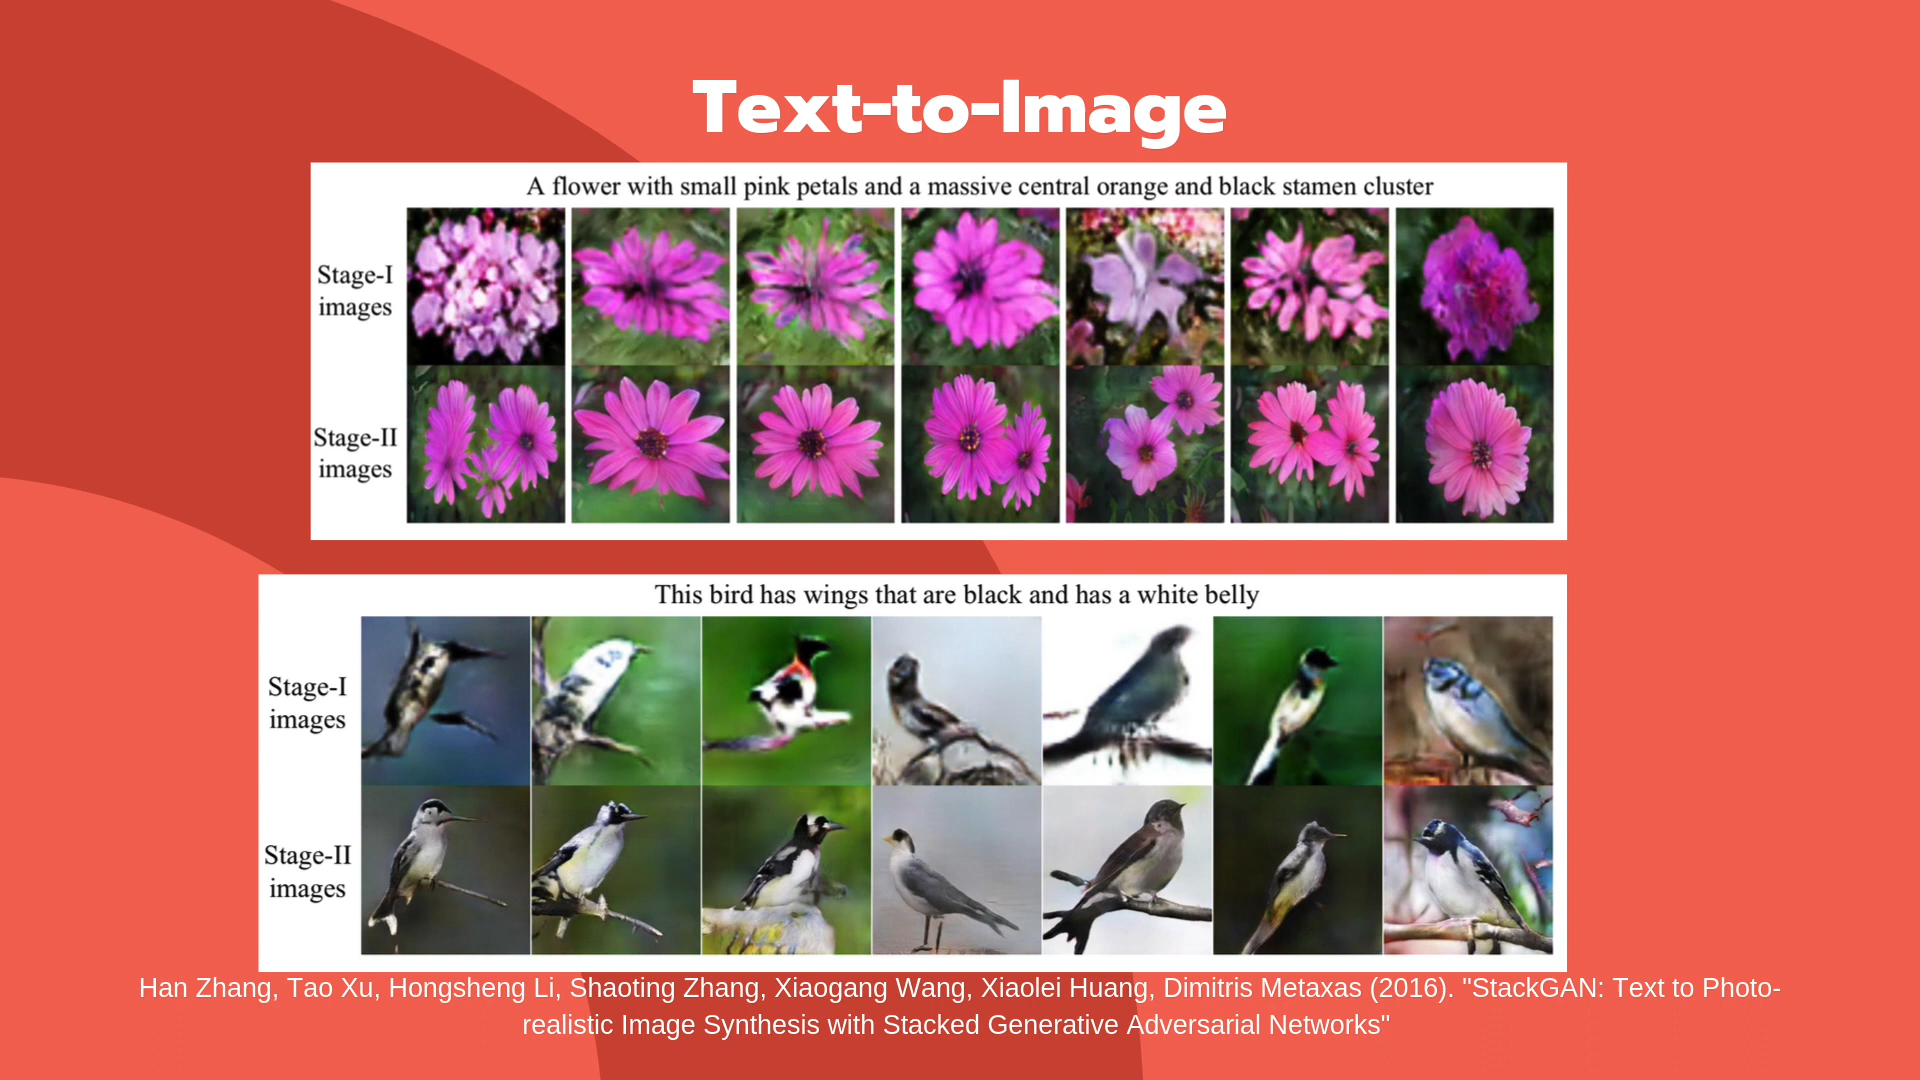 Text-to-Image
A flower with small pink petals and a massive central orange and black stamen cluster
Stage-I
images
Stage-II
images
This bird has wings that are black and has a white belly
Stage-I
images
Stage-II
images
Han Zhang, Tao Xu, Hongsheng Li, Shaoting Zhang, Xiaogang Wang, Xiaolei Huang, Dimitris Metaxas (2016). "StackGAN: Text to Photo-
realistic Image Synthesis with Stacked Generative Adversarial Networks"